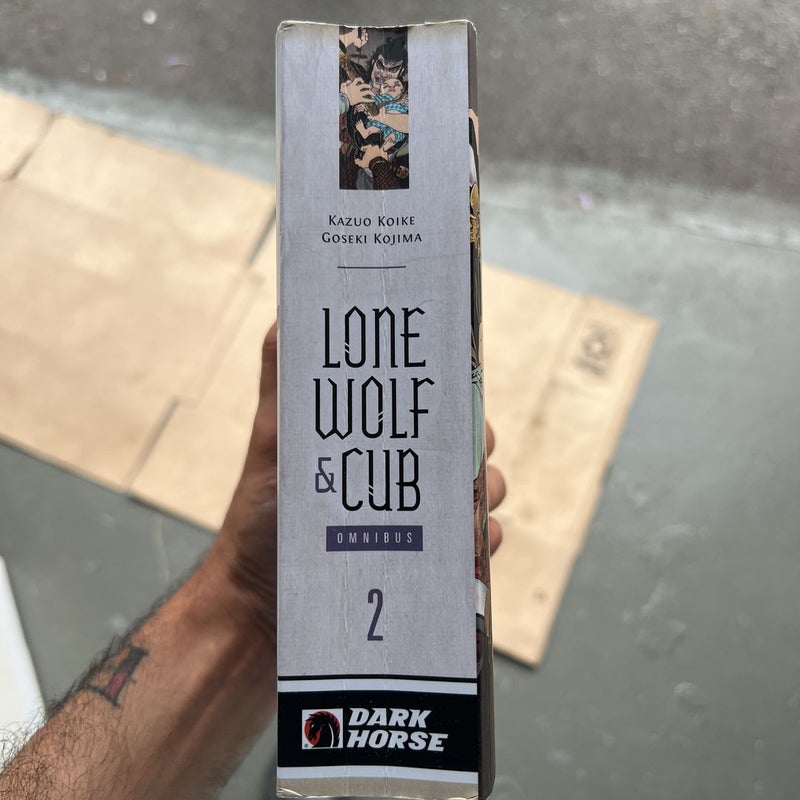 KAZUO KOIKE
GOSEKI KOJIMA
LONE
WOLF
& CUB
OMNIBUS
2
DARK
HORSE